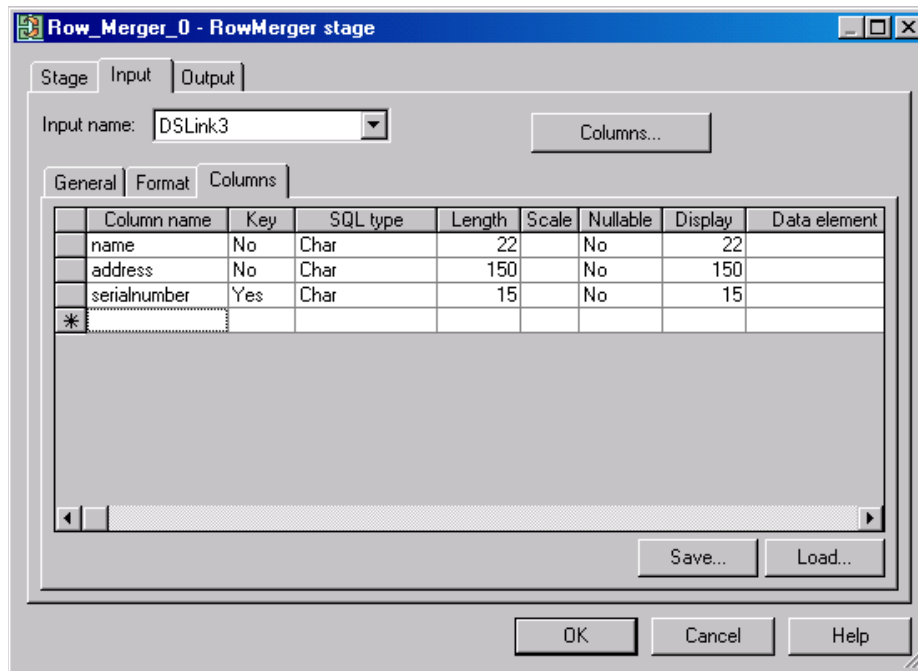 Row_Merger_0 - RowMerger stage
Stage Input Output
Input name: DSLink3 Columns...
General Format Columns
Column name Key SQL type Length Scale Nullable Display Data element
name No Char 22 No 22
address No Char 150 No 150
serialnumber Yes Char 15 No 15
Save... Load...
OK Cancel Help